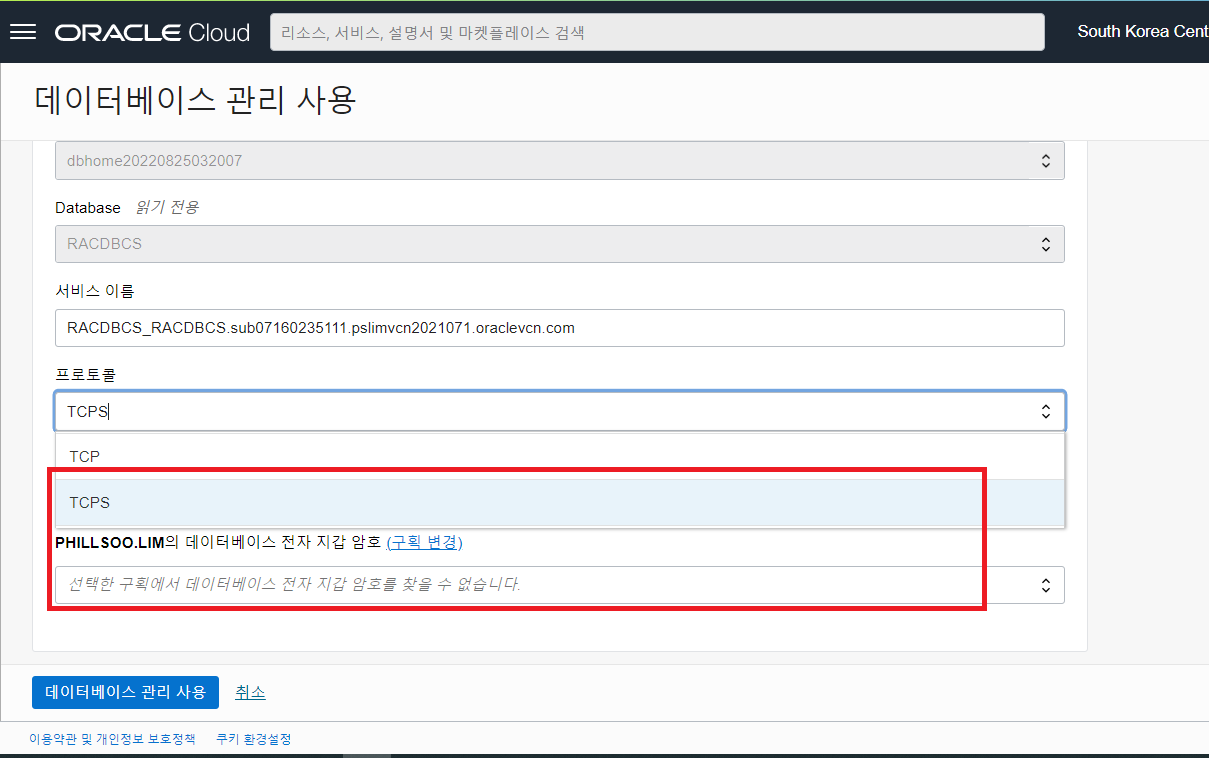 ORACLE Cloud
리소스, 서비스, 설명서 및 마켓플레이스 검색
South Korea Cent
데이터베이스 관리 사용
dbhome20220825032007
Database 읽기 전용
RACDBCS
서비스 이름
RACDBCS_RACDBCS.sub07160235111.pslimvcn2021071.oraclevcn.com
프로토콜
TCPS
TCP
TCPS
PHILLSOO.LIM의 데이터베이스 전자 지갑 암호 (구획 변경)
선택한 구획에서 데이터베이스 전자 지갑 암호를 찾을 수 없습니다.
데이터베이스 관리 사용 취소
이용약관 및 개인정보 보호정책 쿠키 환경설정